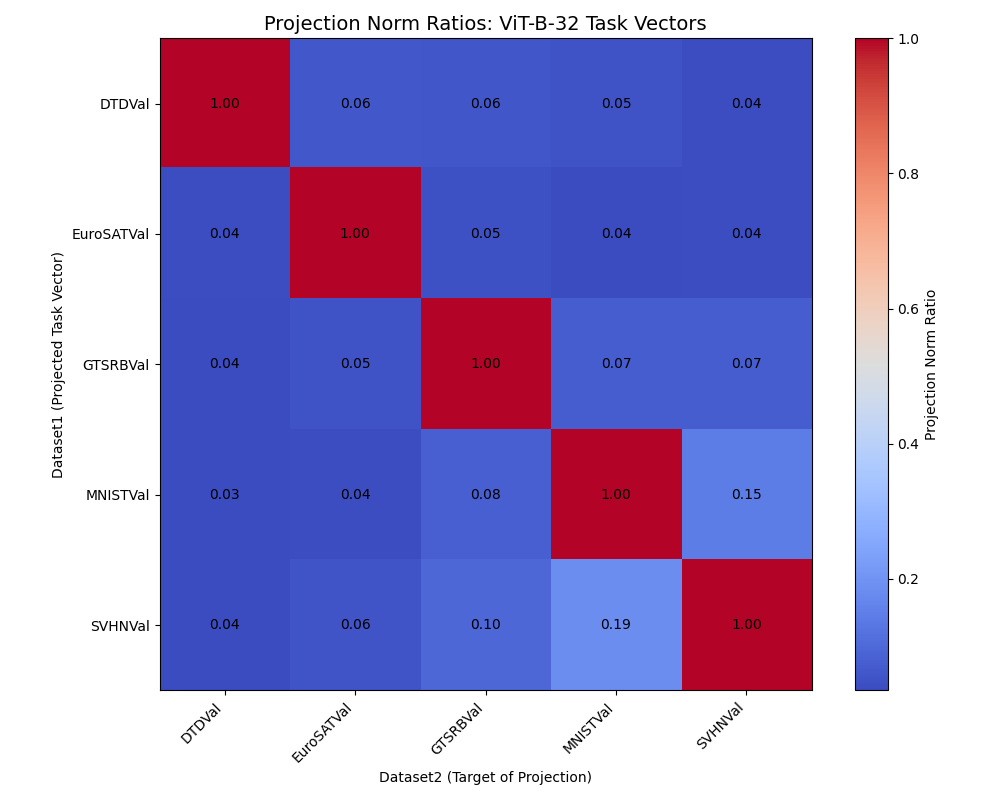 Projection Norm Ratios: ViT-B-32 Task Vectors
DTDVal 1.00 0.06 0.06 0.05 0.04
EuroSATVal 0.04 1.00 0.05 0.04 0.04
GTSRBVal 0.04 0.05 1.00 0.07 0.07
MNISTVal 0.03 0.04 0.08 1.00 0.15
SVHNVal 0.04 0.06 0.10 0.19 1.00
DTDVal EuroSATVal GTSRBVal MNISTVal SVHNVal
Dataset2 (Target of Projection)
Dataset1 (Projected Task Vector)
1.0
0.8
0.6
0.4
0.2
Projection Norm Ratio